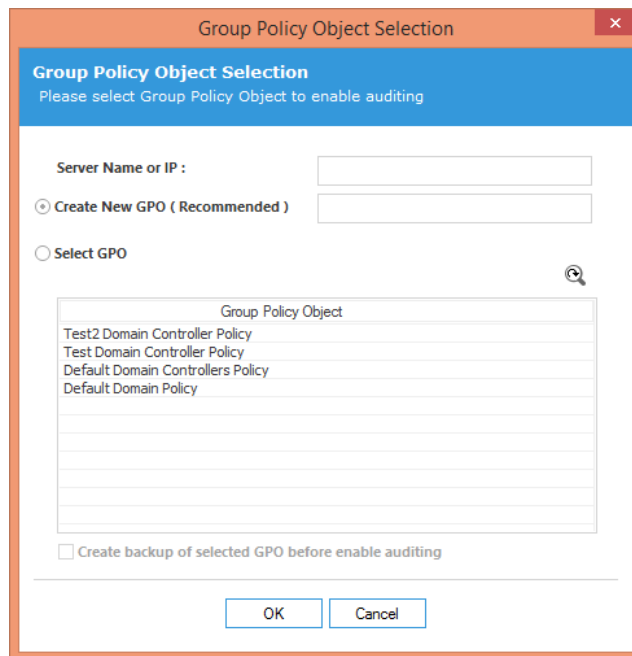 Group Policy Object Selection
Group Policy Object Selection
Please select Group Policy Object to enable auditing
Server Name or IP :
Create New GPO ( Recommended )
Select GPO
Group Policy Object
Test2 Domain Controller Policy
Test Domain Controller Policy
Default Domain Controllers Policy
Default Domain Policy
Create backup of selected GPO before enable auditing
OK
Cancel